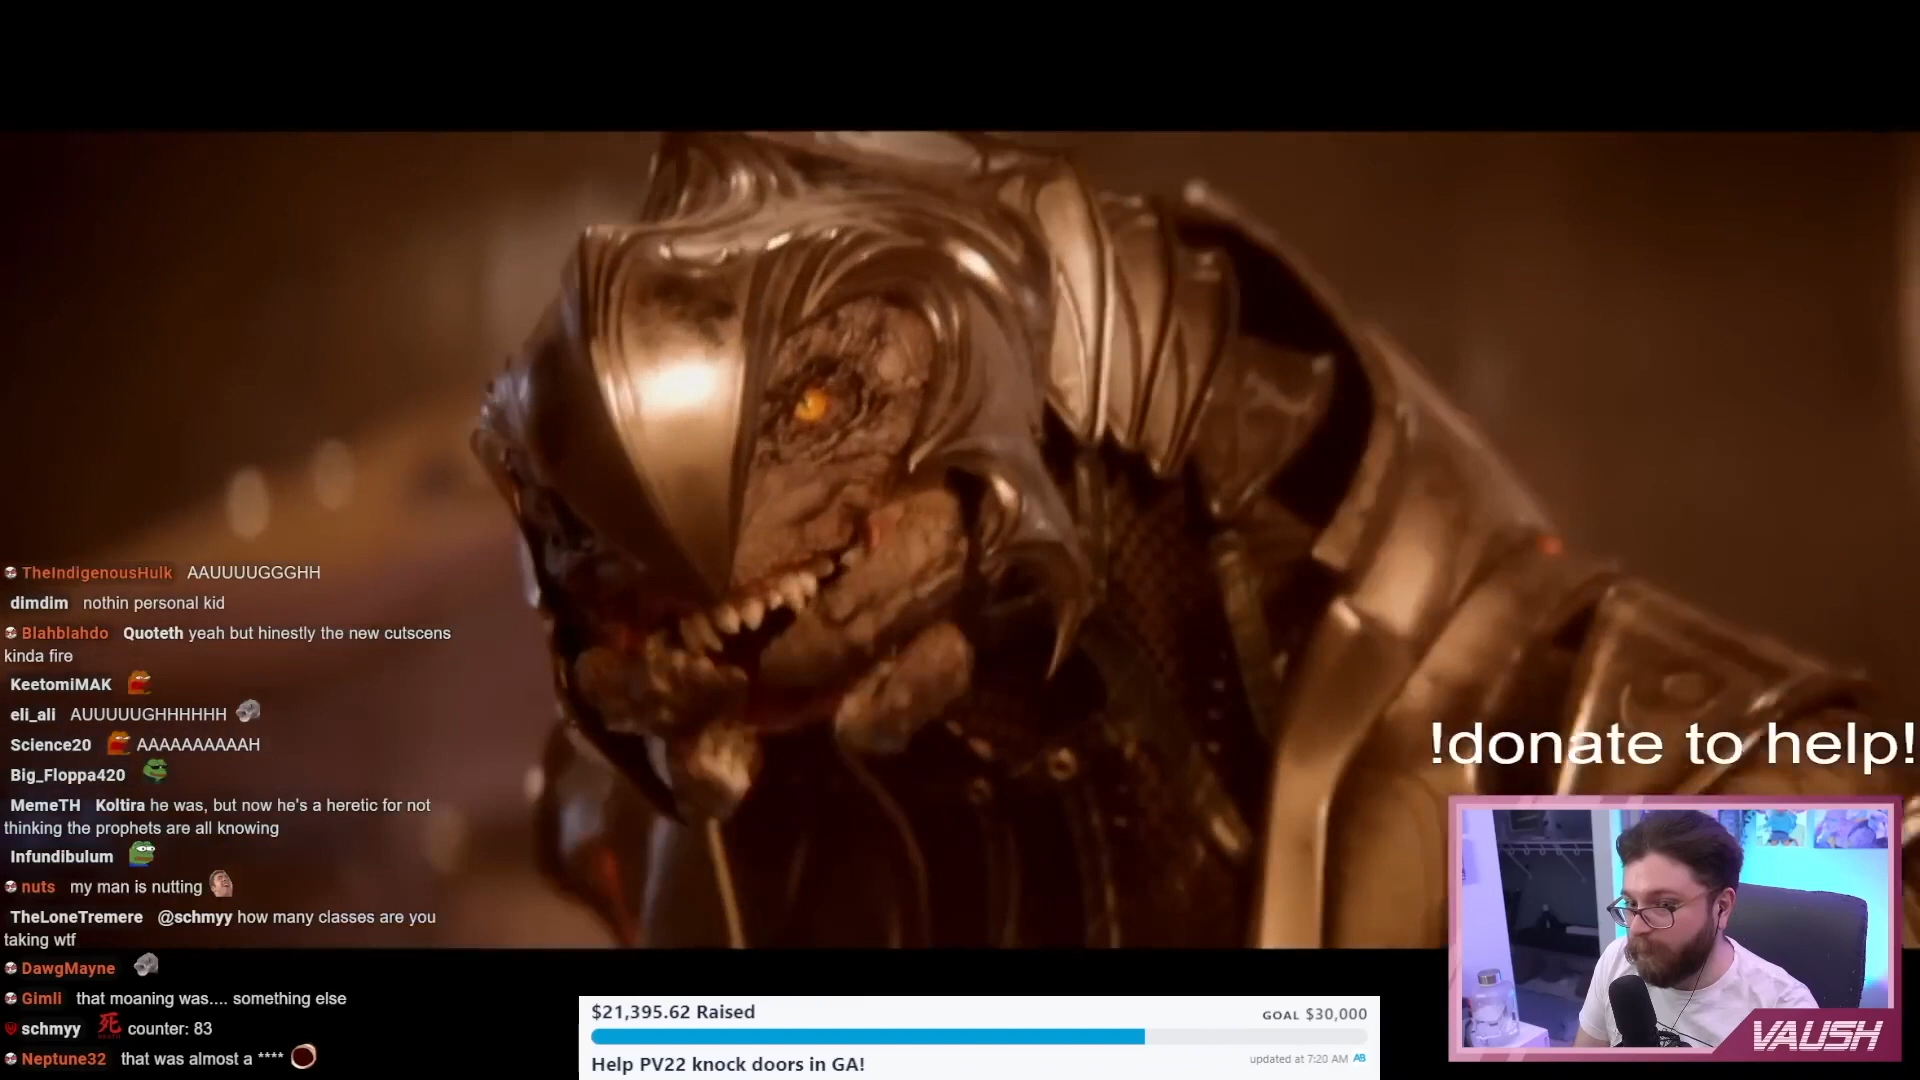 TheIndigenousHulk AAUUUUGGGHH
dimdim nothin personal kid
Blahblahdo Quoteth yeah but hinestly the new cutscens
kinda fire
KeetomiMAK
eli_ali AUUUUUGHHHHHH
Science20 AAAAAAAAAAH
Big_Floppa420
MemeTH Koltira he was, but now he's a heretic for not
thinking the prophets are all knowing
Infundibulum
nuts my man is nutting
TheLoneTremere @schmyy how many classes are you
taking wtf
DawgMayne
Gimli that moaning was.... something else
schmyy 死 counter: 83
Neptune32 that was almost a ****
!donate to help!
$21,395.62 Raised
GOAL $30,000
Help PV22 knock doors in GA!
updated at 7:20 AM AB
VAUSH